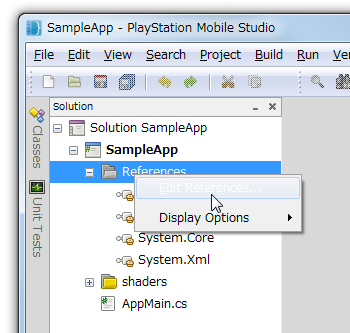 SampleApp - PlayStation Mobile Studio
File Edit View Search Project Build Run
Solution
Classes
Unit Tests
Solution SampleApp
SampleApp
References
Edit References...
Display Options
System.Core
System.Xml
shaders
AppMain.cs